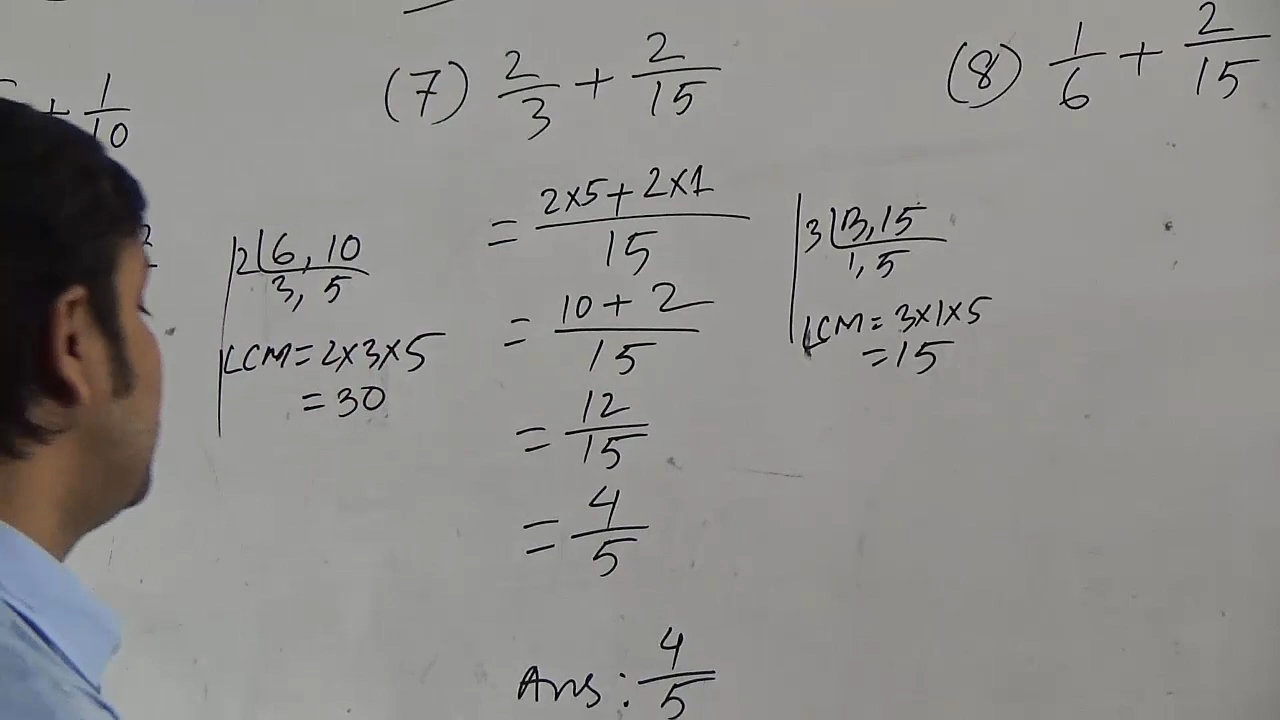 + 1/10
2 | 6, 10
3, 5
LCM = 2×3×5
= 30
(7) 2/3 + 2/15
= (2×5+2×1)/15
= (10+2)/15
= 12/15
= 4/5
Ans: 4/5
3 | 3, 15
1, 5
LCM = 3×1×5
= 15
(8) 1/6 + 2/15